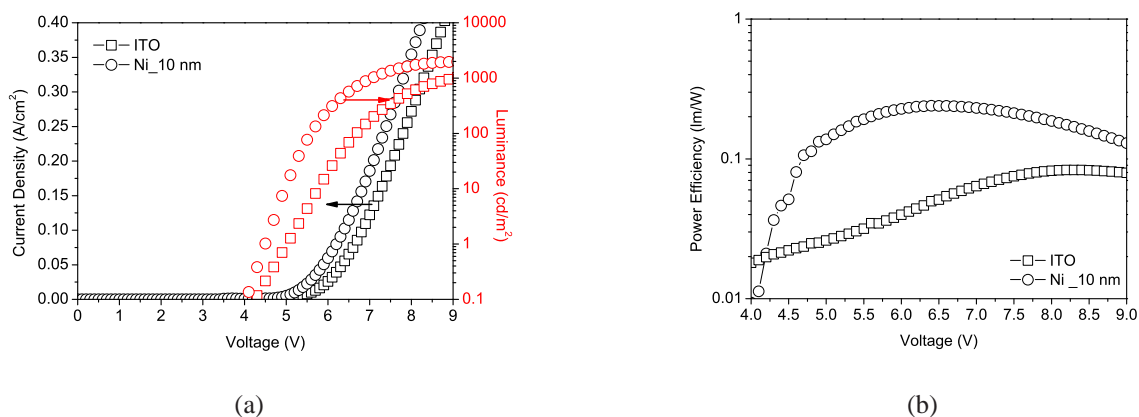 0.40
0.35
0.30
0.25
0.20
0.15
0.10
0.05
0.00
Current Density (A/cm²)
ITO
Ni_10 nm
10000
1000
100
10
1
0.1
Luminance (cd/m²)
0 1 2 3 4 5 6 7 8 9
Voltage (V)
(a)
1
0.1
0.01
Power Efficiency (lm/W)
ITO
Ni _10 nm
4.0 4.5 5.0 5.5 6.0 6.5 7.0 7.5 8.0 8.5 9.0
Voltage (V)
(b)